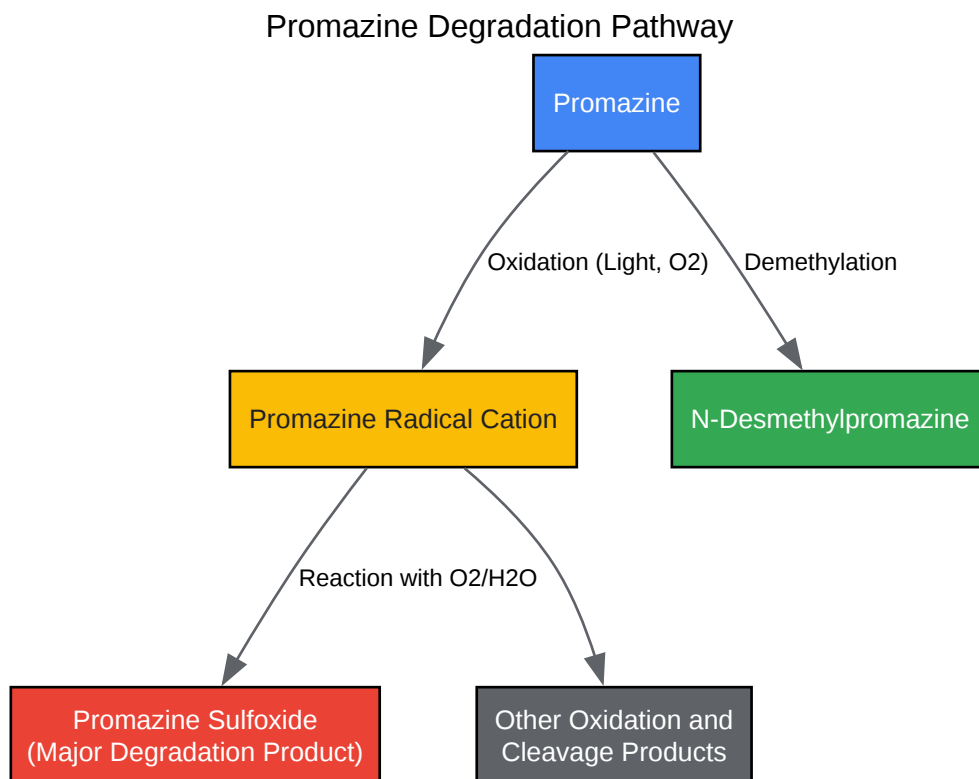 Promazine Degradation Pathway
Promazine
Oxidation (Light, O2)
Demethylation
Promazine Radical Cation
N-Desmethylpromazine
Reaction with O2/H2O
Promazine Sulfoxide
(Major Degradation Product)
Other Oxidation and
Cleavage Products